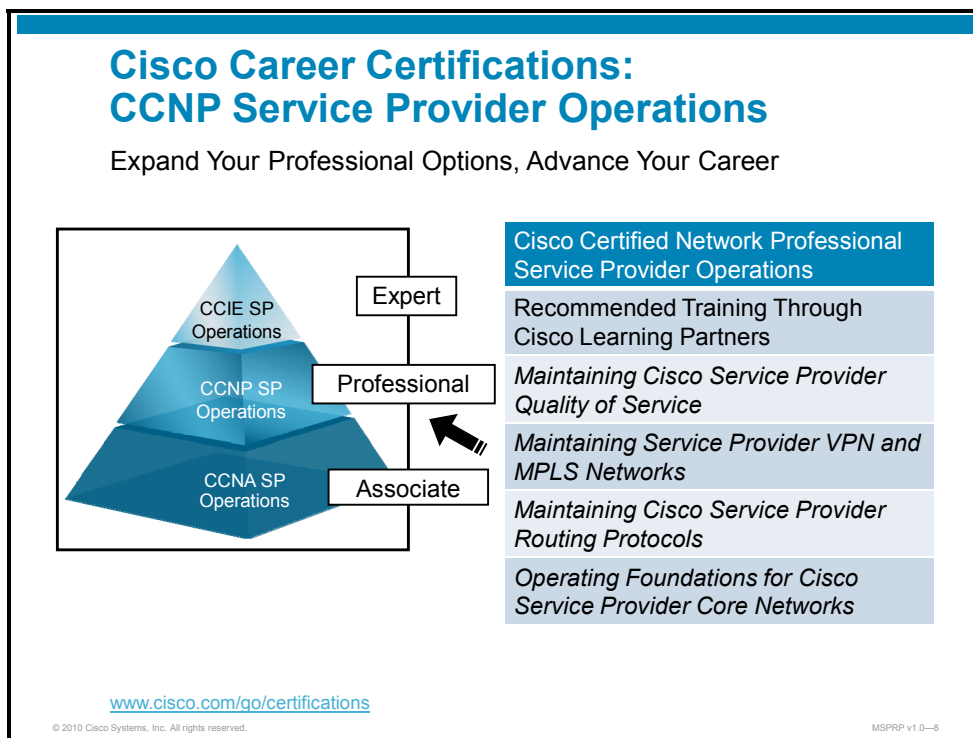 Cisco Career Certifications:
CCNP Service Provider Operations
Expand Your Professional Options, Advance Your Career
CCIE SP
Operations
Expert
CCNP SP
Operations
Professional
CCNA SP
Operations
Associate
Cisco Certified Network Professional
Service Provider Operations
Recommended Training Through
Cisco Learning Partners
Maintaining Cisco Service Provider
Quality of Service
Maintaining Service Provider VPN and
MPLS Networks
Maintaining Cisco Service Provider
Routing Protocols
Operating Foundations for Cisco
Service Provider Core Networks
www.cisco.com/go/certifications
© 2010 Cisco Systems, Inc. All rights reserved.
MSPRP v1.0—8